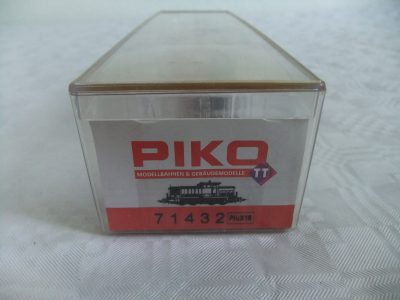 PIKO
MODELLBAHNEN & GEBÄUDEMODELLE
TT
71432